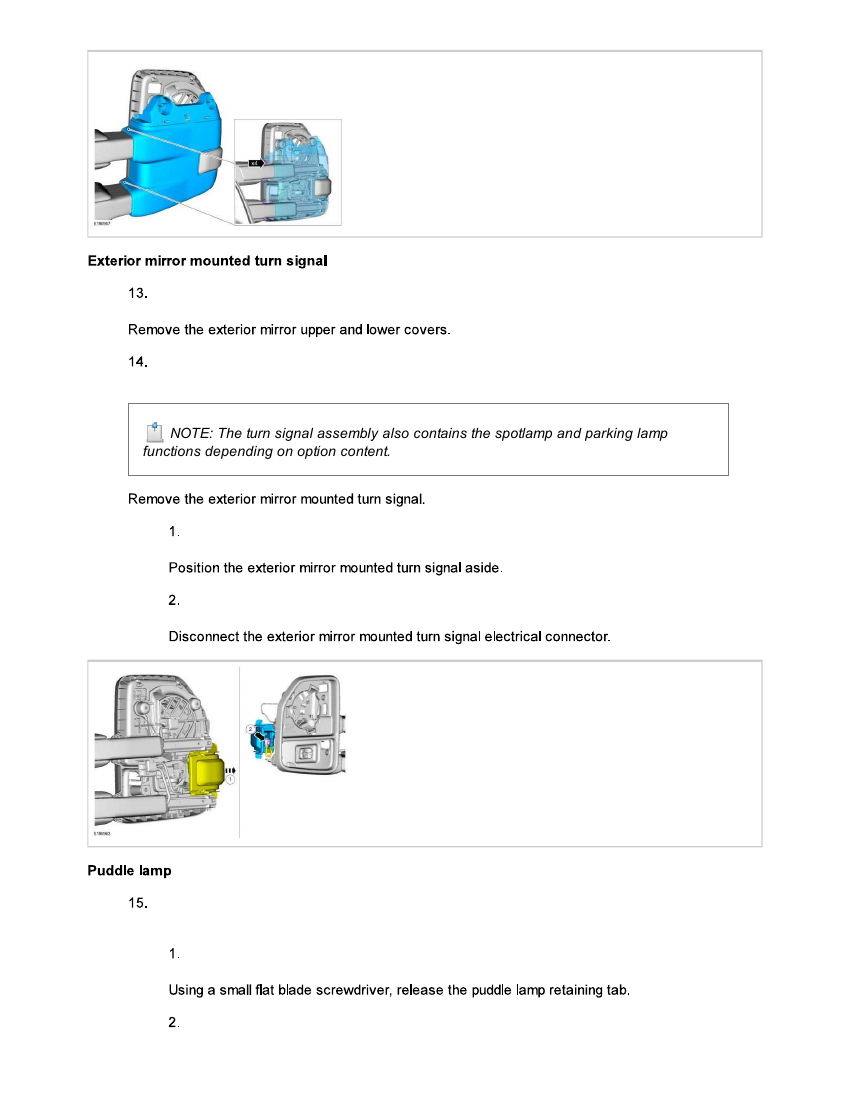 x4
E198957
Exterior mirror mounted turn signal
13.
Remove the exterior mirror upper and lower covers.
14.
NOTE: The turn signal assembly also contains the spotlamp and parking lamp
functions depending on option content.
Remove the exterior mirror mounted turn signal.
1.
Position the exterior mirror mounted turn signal aside.
2.
Disconnect the exterior mirror mounted turn signal electrical connector.
2
1
Puddle lamp
15.
1.
Using a small flat blade screwdriver, release the puddle lamp retaining tab.
2.